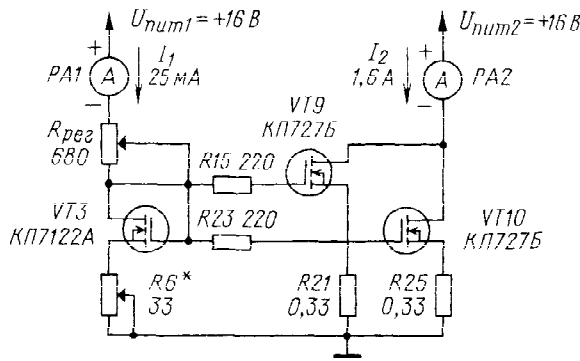 Uпит1=+16 В
Uпит2=+16 В
+
+
PA1
A
I1
25 мА
I2
1,6 А
A
PA2
−
−
VT9
КП727Б
Rрег
680
R15 220
VT3
КП7122А
R23 220
VT10
КП727Б
R6*
33
R21
0,33
R25
0,33